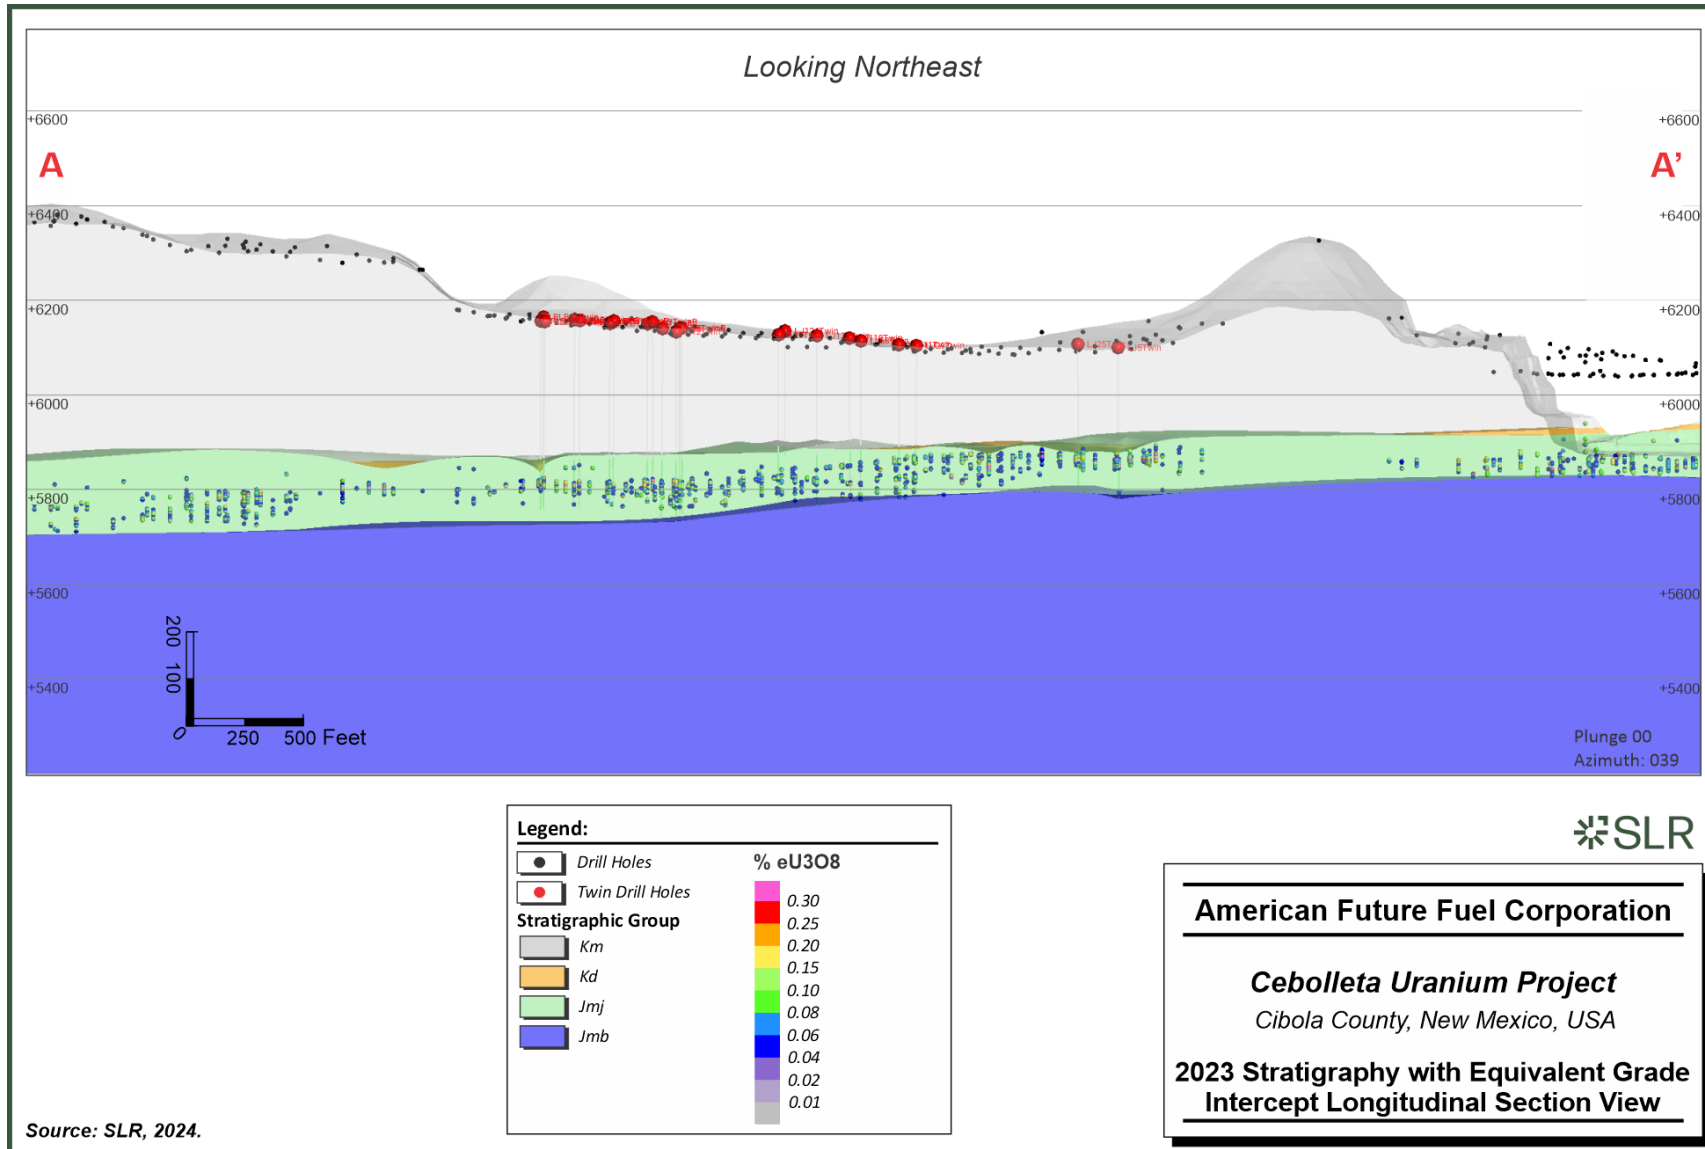 Looking Northeast
+6600
+6600
A
A’
+6400
+6400
+6200
+6200
+6000
+6000
+5800
+5800
+5600
+5600
+5400
+5400
200
100
0
250
500 Feet
Plunge 00
Azimuth: 039
Legend:
Drill Holes
Twin Drill Holes
Stratigraphic Group
Km
Kd
Jmj
Jmb
% eU3O8
0.30
0.25
0.20
0.15
0.10
0.08
0.06
0.04
0.02
0.01
SLR
American Future Fuel Corporation
Cebolleta Uranium Project
Cibola County, New Mexico, USA
2023 Stratigraphy with Equivalent Grade
Intercept Longitudinal Section View
Source: SLR, 2024.